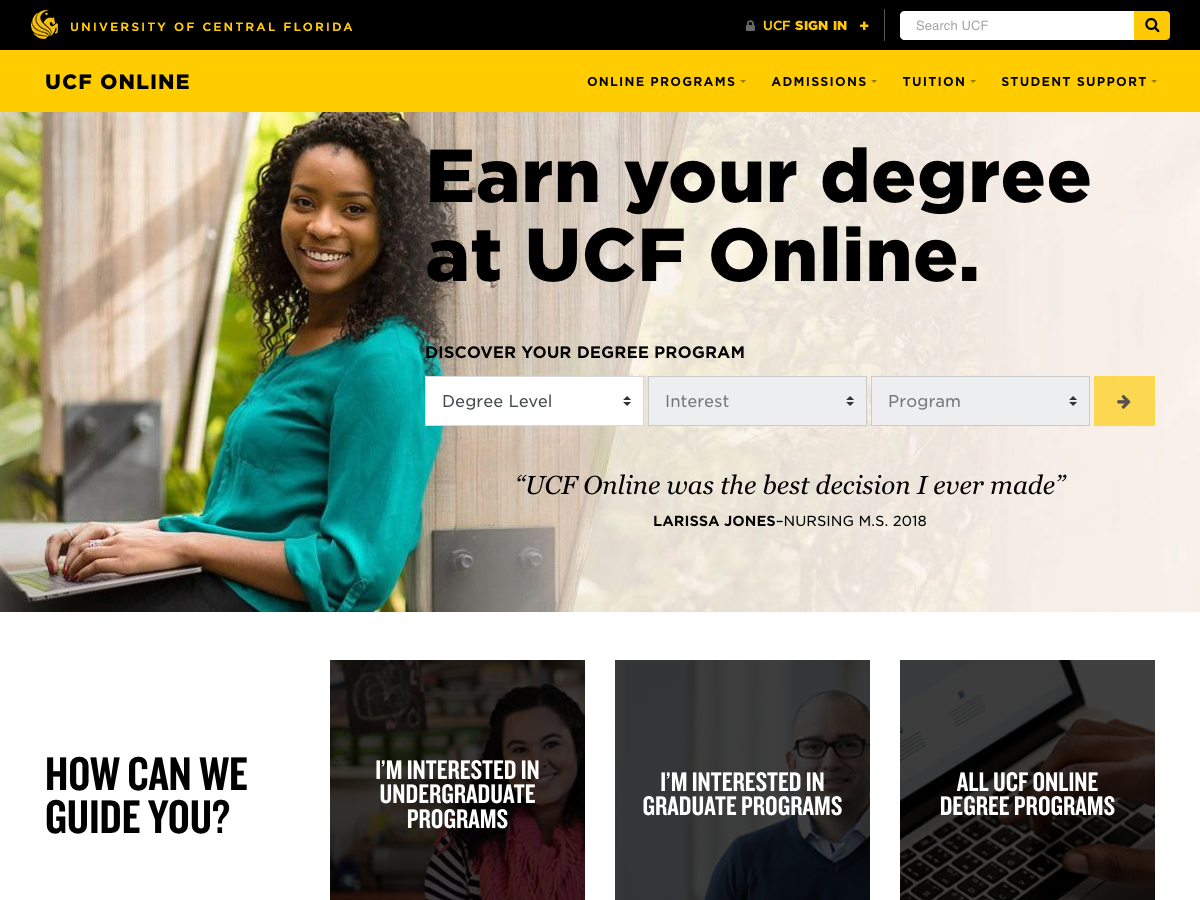 UNIVERSITY OF CENTRAL FLORIDA
UCF SIGN IN +
Search UCF
UCF ONLINE
ONLINE PROGRAMS
ADMISSIONS
TUITION
STUDENT SUPPORT
Earn your degree
at UCF Online.
DISCOVER YOUR DEGREE PROGRAM
Degree Level
Interest
Program
“UCF Online was the best decision I ever made”
LARISSA JONES–NURSING M.S. 2018
HOW CAN WE
GUIDE YOU?
I’M INTERESTED IN
UNDERGRADUATE
PROGRAMS
I’M INTERESTED IN
GRADUATE PROGRAMS
ALL UCF ONLINE
DEGREE PROGRAMS